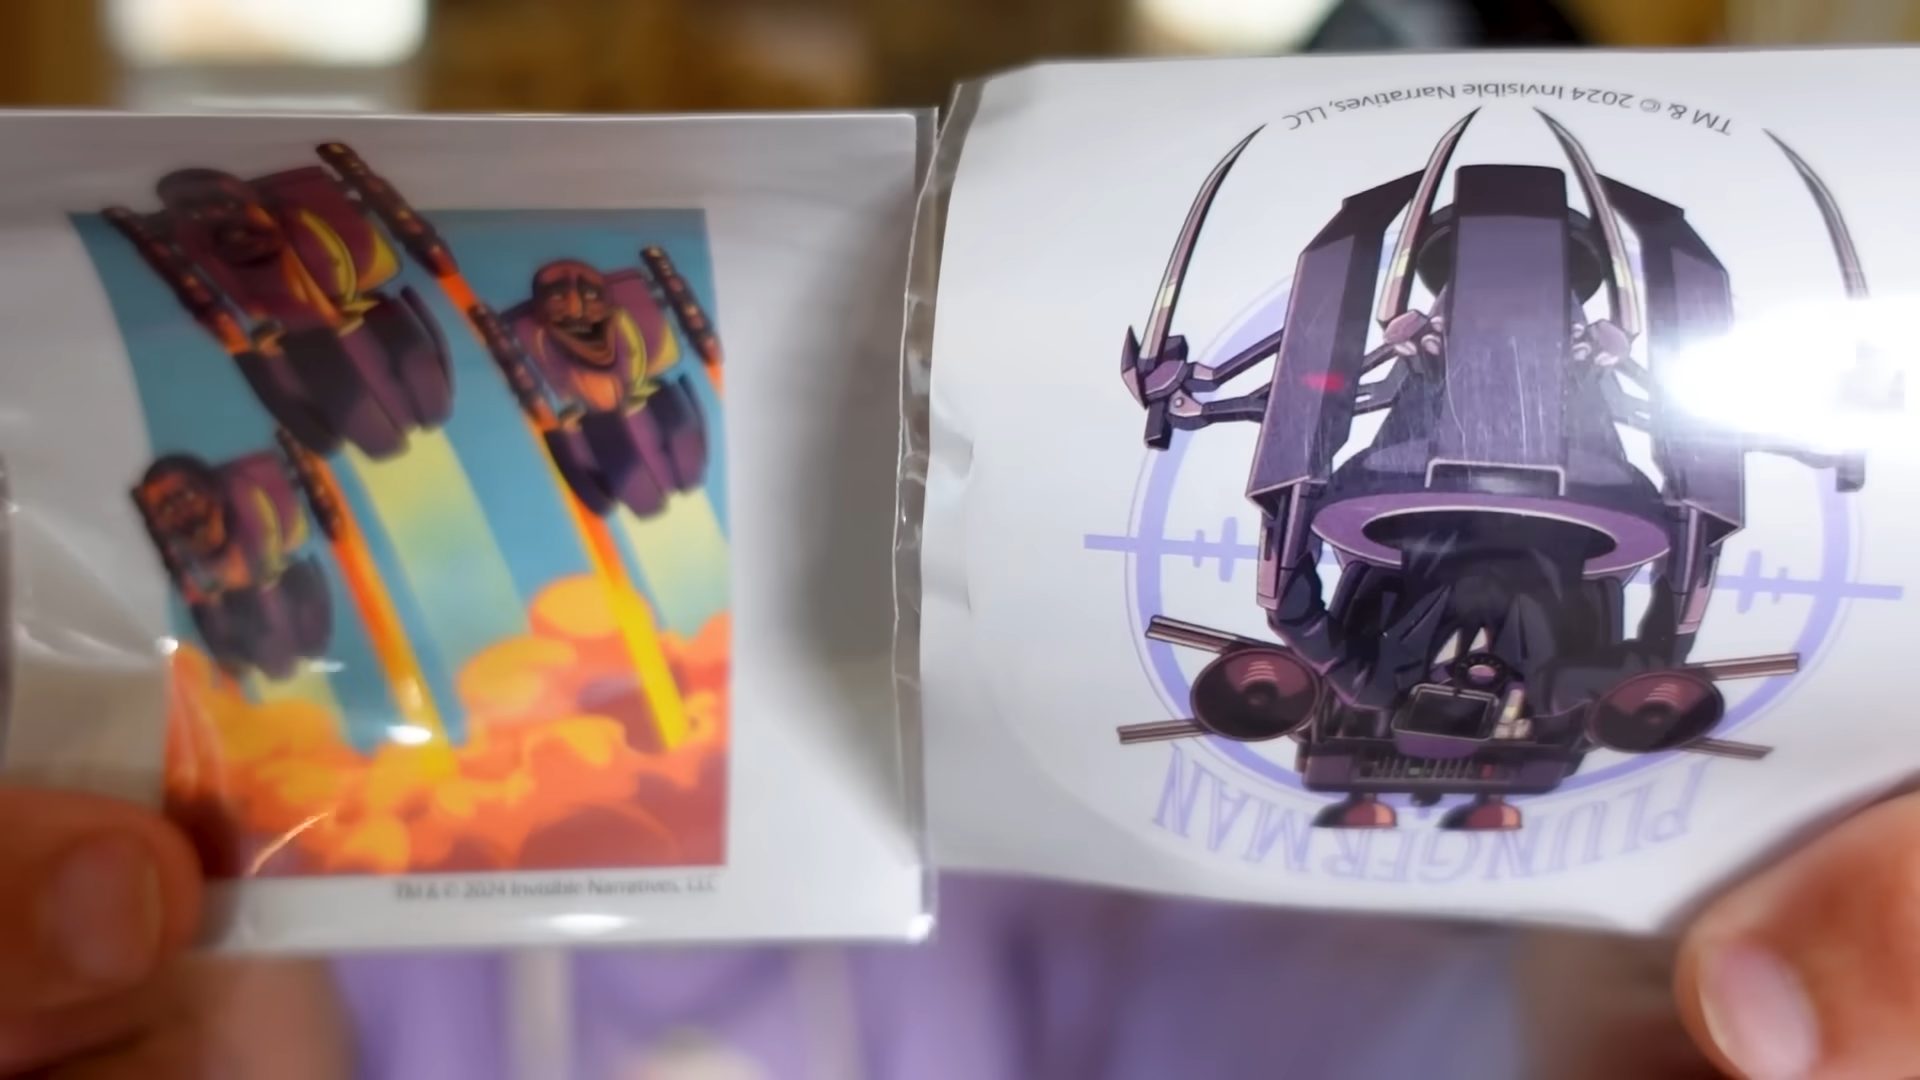 TM & © 2024 Invisible Narratives, LLC
TM & © 2024 Invisible Narratives, LLC
PLUNGERMAN